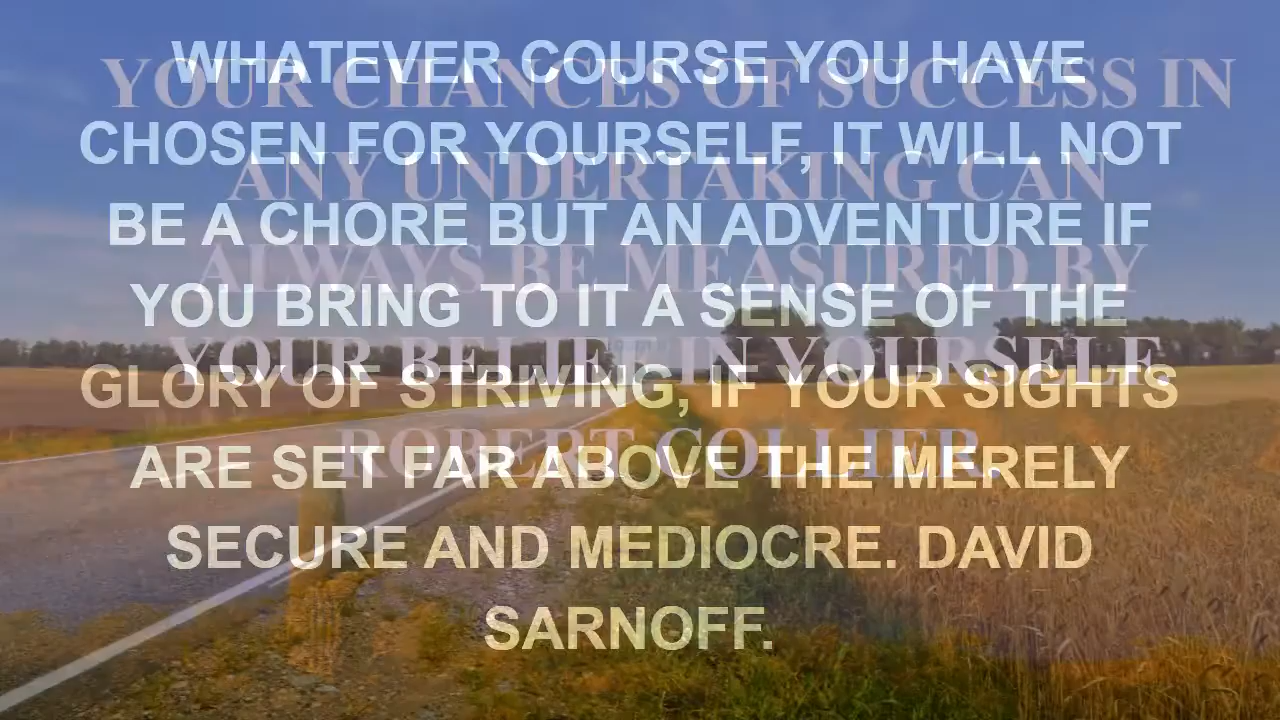 WHATEVER COURSE YOU HAVE
CHOSEN FOR YOURSELF, IT WILL NOT
BE A CHORE BUT AN ADVENTURE IF
YOU BRING TO IT A SENSE OF THE
GLORY OF STRIVING, IF YOUR SIGHTS
ARE SET FAR ABOVE THE MERELY
SECURE AND MEDIOCRE. DAVID
SARNOFF.
YOUR CHANCES OF SUCCESS IN
ANY UNDERTAKING CAN
ALWAYS BE MEASURED BY
YOUR BELIEF IN YOURSELF.
ROBERT COLLIER.